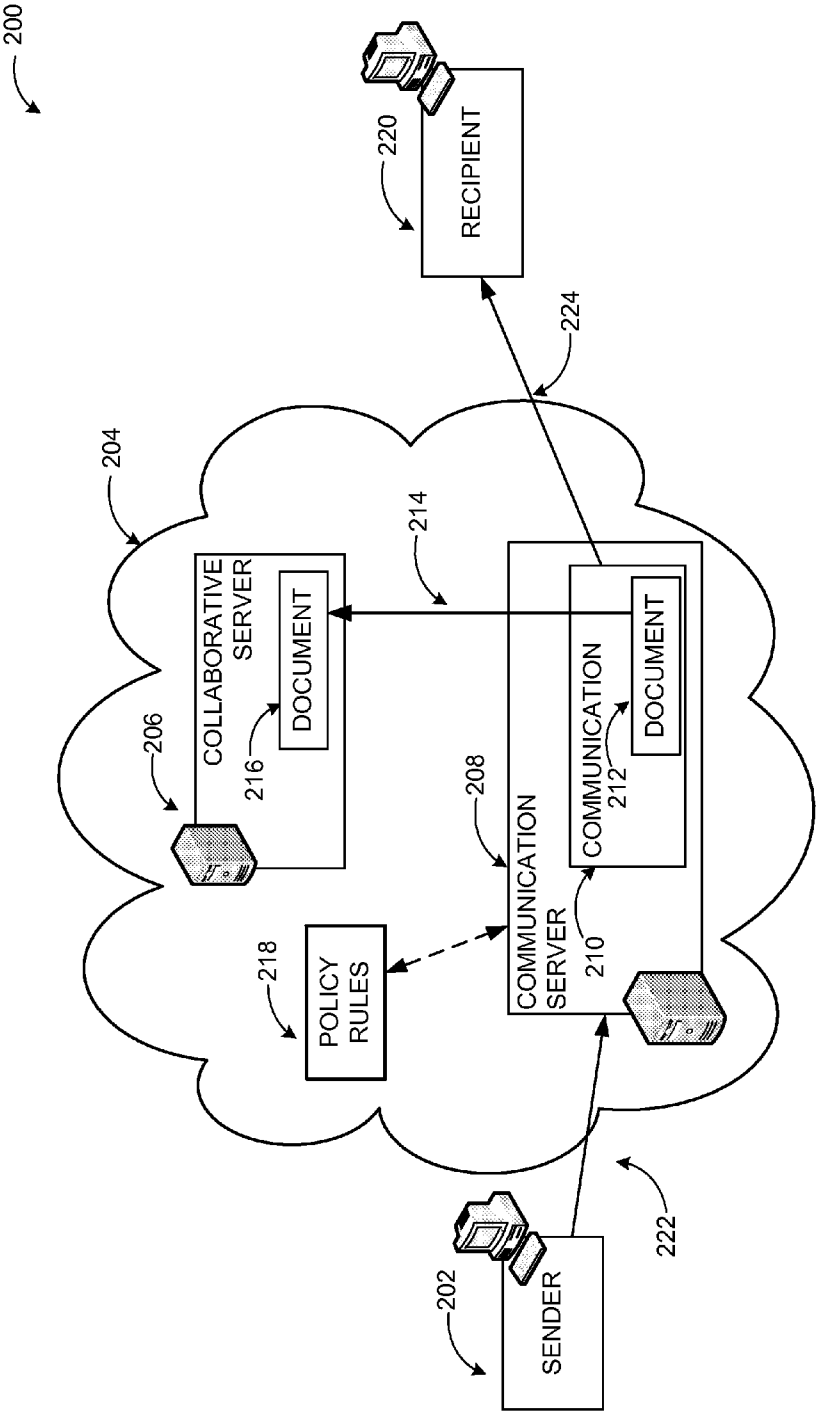 200
204
206
COLLABORATIVE
SERVER
216
DOCUMENT
218
POLICY
RULES
214
220
RECIPIENT
208
COMMUNICATION
SERVER
210
COMMUNICATION
212
DOCUMENT
224
202
SENDER
222